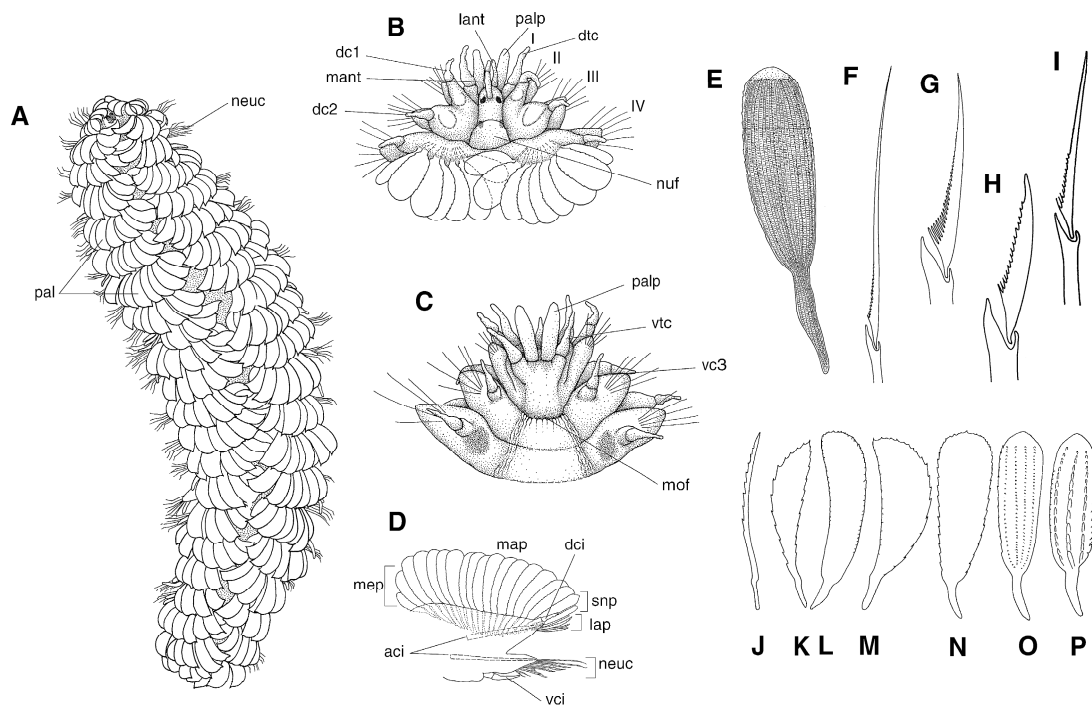 A
neuc
pal
B
lant
palp
I
dtc
dc1
II
mant
III
dc2
IV
nuf
C
palp
vtc
vc3
mof
D
map
dci
mep
snp
lap
aci
neuc
vci
E
F
G
H
I
J
K
L
M
N
O
P